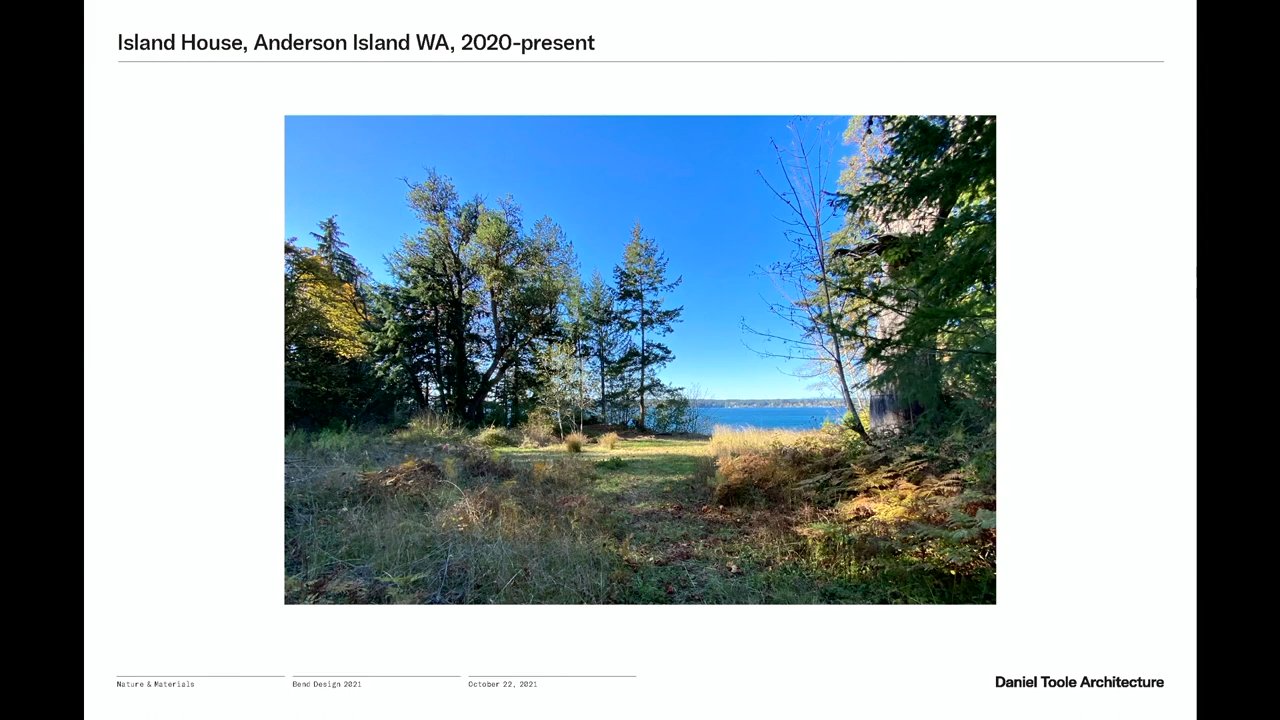 Island House, Anderson Island WA, 2020-present
Nature & Materials
Bend Design 2021
October 22, 2021
Daniel Toole Architecture